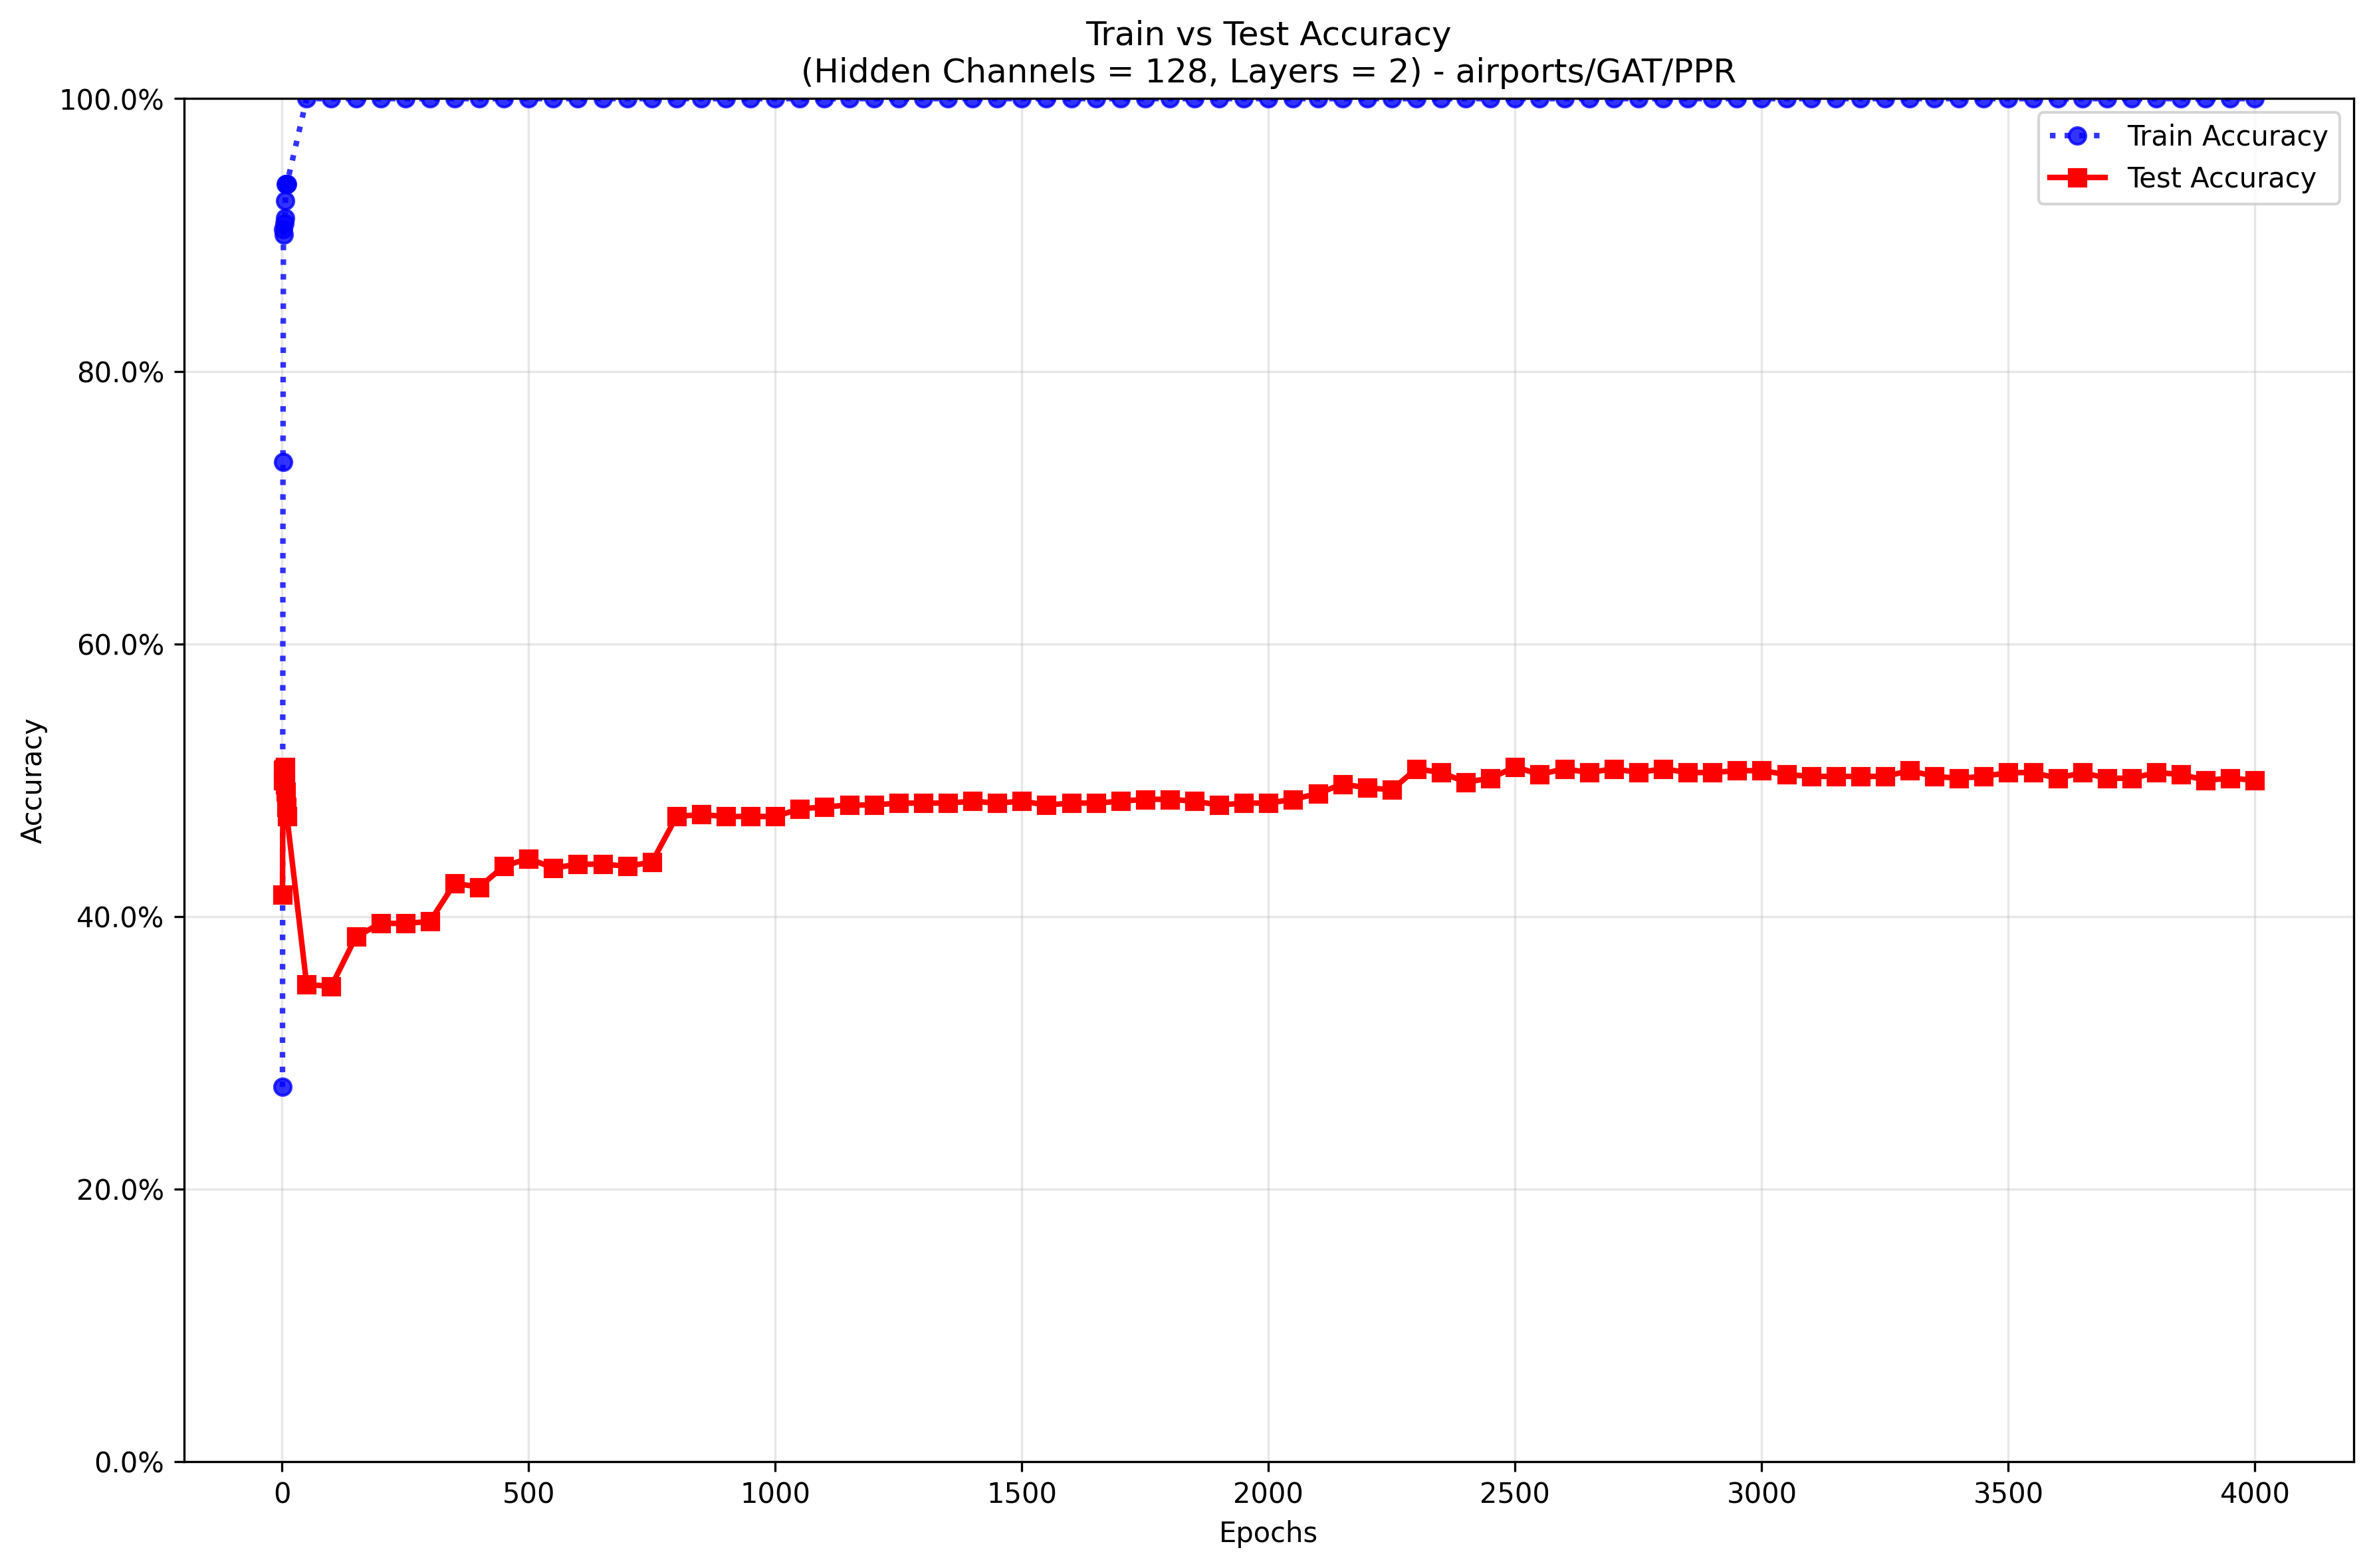 Train vs Test Accuracy
(Hidden Channels = 128, Layers = 2) - airports/GAT/PPR
100.0%
80.0%
60.0%
40.0%
20.0%
0.0%
Accuracy
Train Accuracy
Test Accuracy
0 500 1000 1500 2000 2500 3000 3500 4000
Epochs